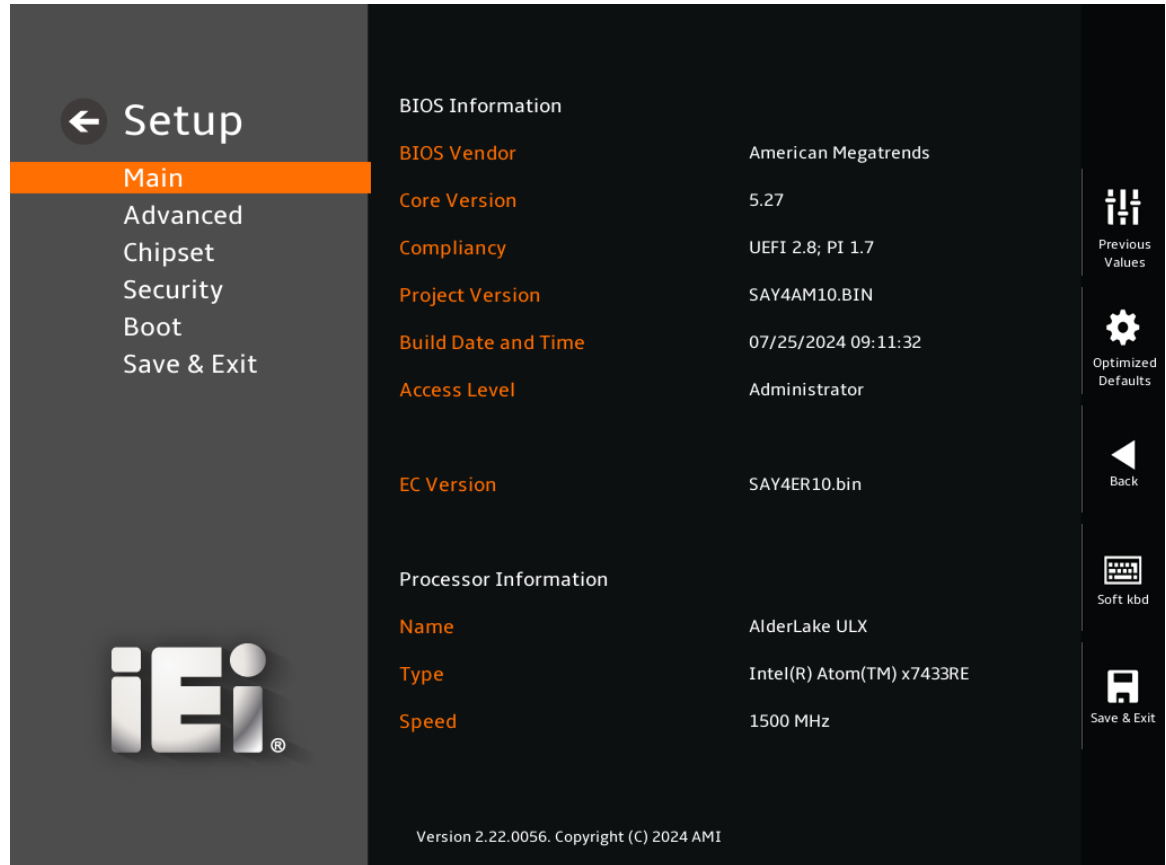 Setup
Main
Advanced
Chipset
Security
Boot
Save & Exit
iEi®
BIOS Information
BIOS Vendor American Megatrends
Core Version 5.27
Compliancy UEFI 2.8; PI 1.7
Project Version SAY4AM10.BIN
Build Date and Time 07/25/2024 09:11:32
Access Level Administrator
EC Version SAY4ER10.bin
Processor Information
Name AlderLake ULX
Type Intel(R) Atom(TM) x7433RE
Speed 1500 MHz
Version 2.22.0056. Copyright (C) 2024 AMI
Previous
Values
Optimized
Defaults
Back
Soft kbd
Save & Exit